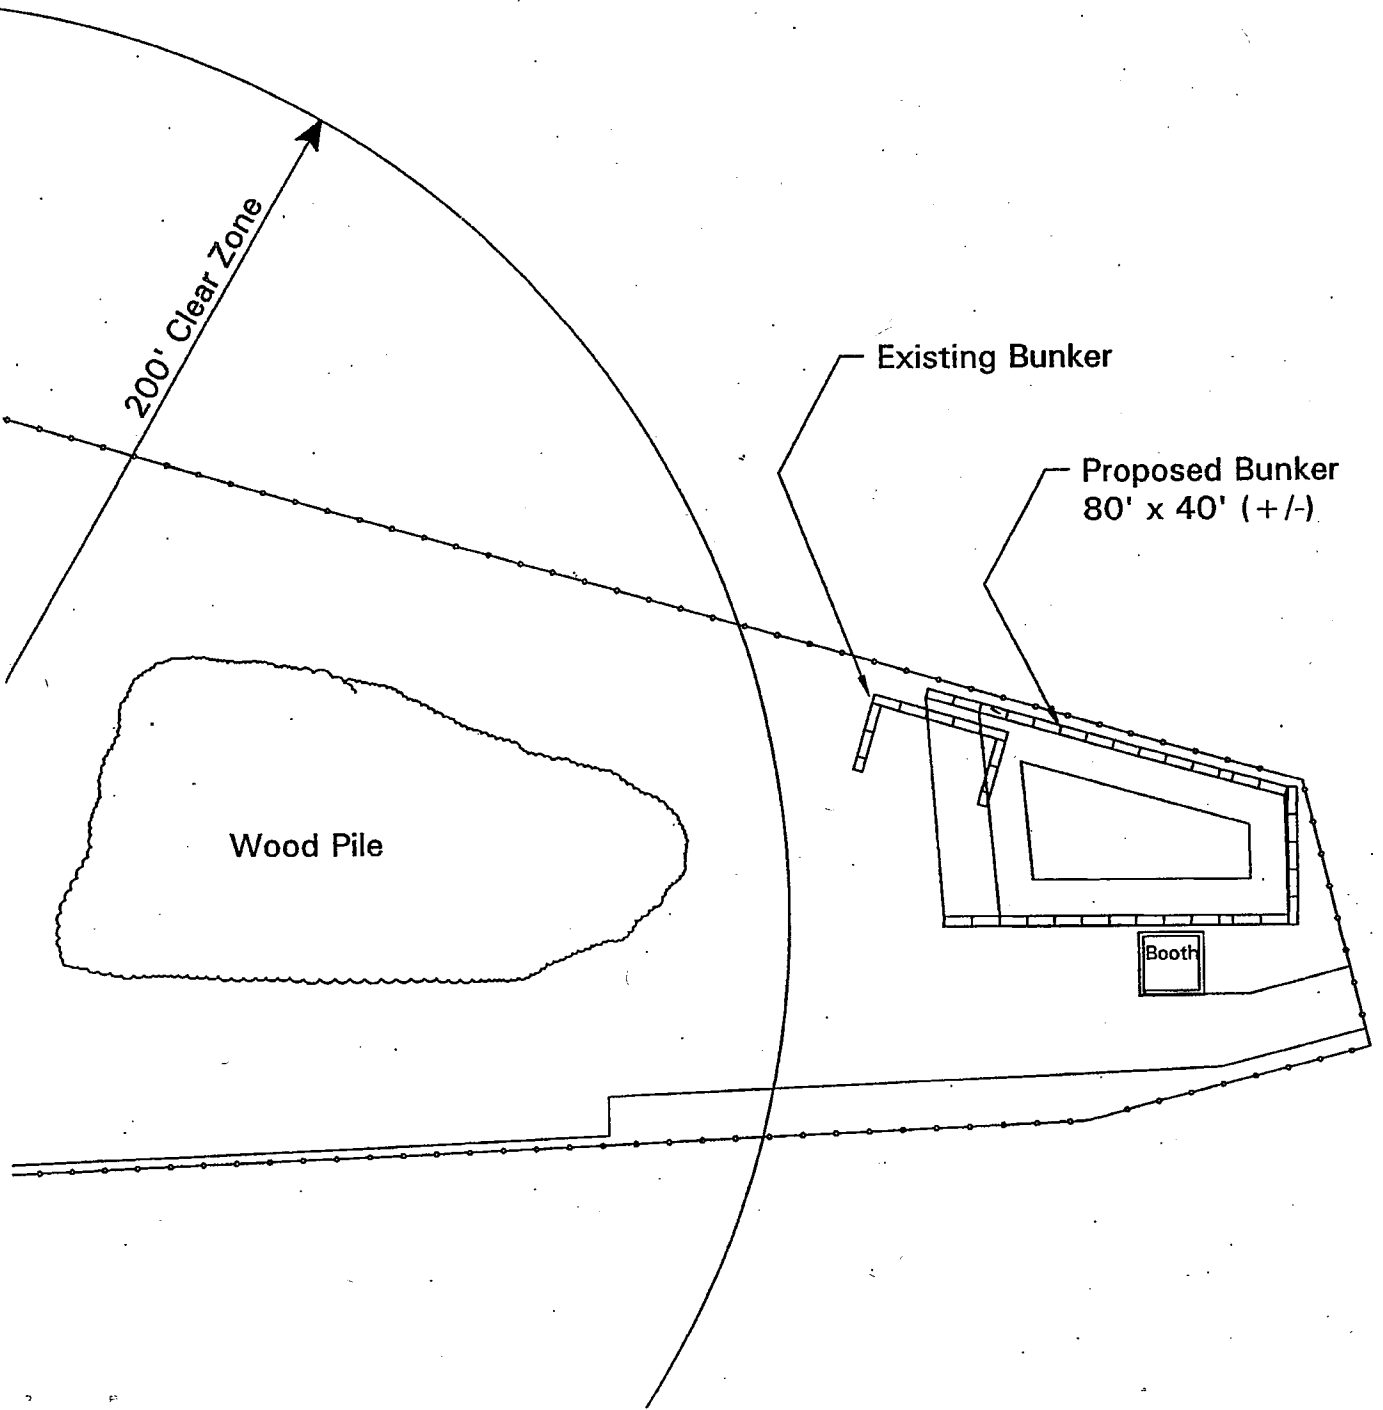 200' Clear Zone
Existing Bunker
Proposed Bunker
80' x 40' (+/-)
Wood Pile
Booth